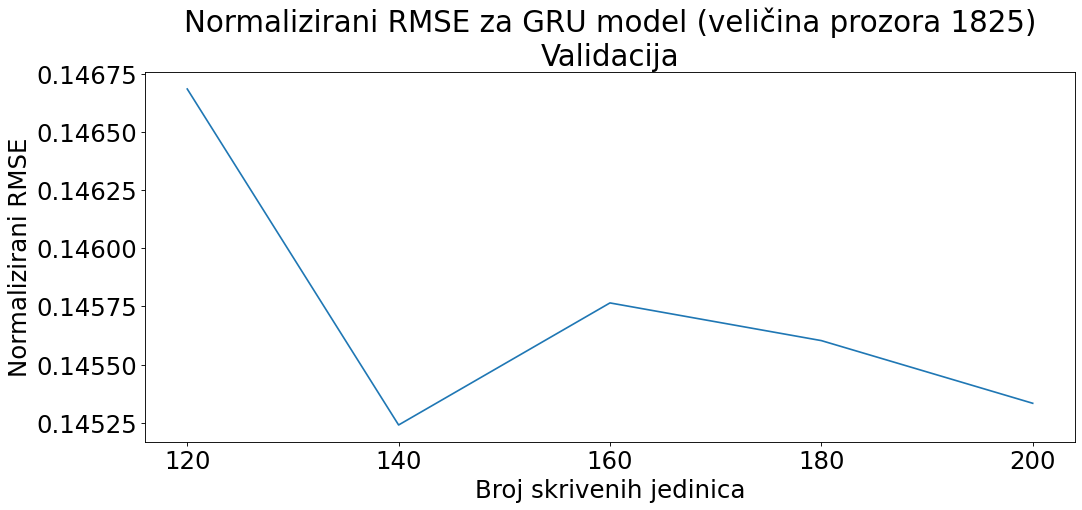 Normalizirani RMSE za GRU model (veličina prozora 1825)
Validacija
Normalizirani RMSE
0.14675
0.14650
0.14625
0.14600
0.14575
0.14550
0.14525
120 140 160 180 200
Broj skrivenih jedinica